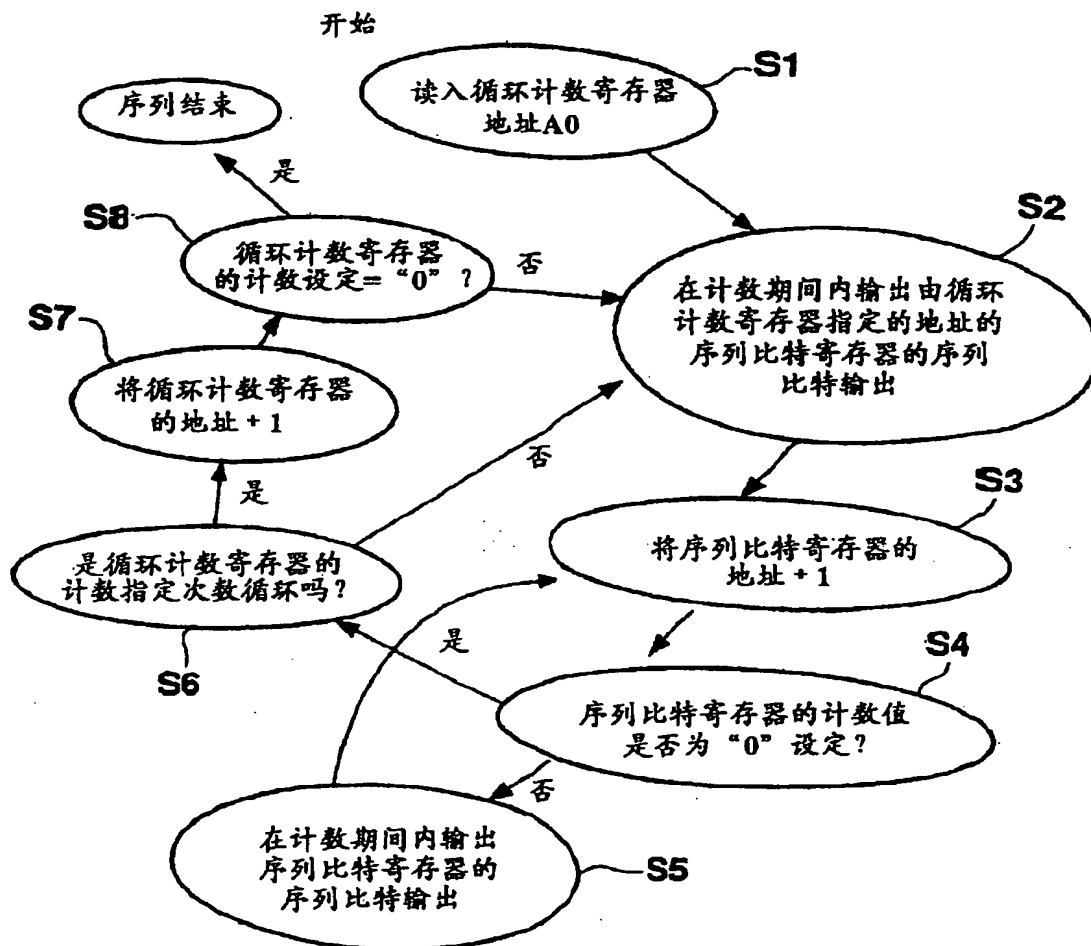 开始
S1
读入循环计数寄存器
地址A0
序列结束
是
S8
循环计数寄存器
的计数设定=“0”？
否
S2
在计数期间内输出由循环
计数寄存器指定的地址的
序列比特寄存器的序列
比特输出
S7
将循环计数寄存器
的地址+1
是
否
S3
将序列比特寄存器的
地址+1
是循环计数寄存器的
计数指定次数循环吗？
S6
是
S4
序列比特寄存器的计数值
是否为“0”设定？
否
在计数期间内输出
序列比特寄存器的
序列比特输出
S5